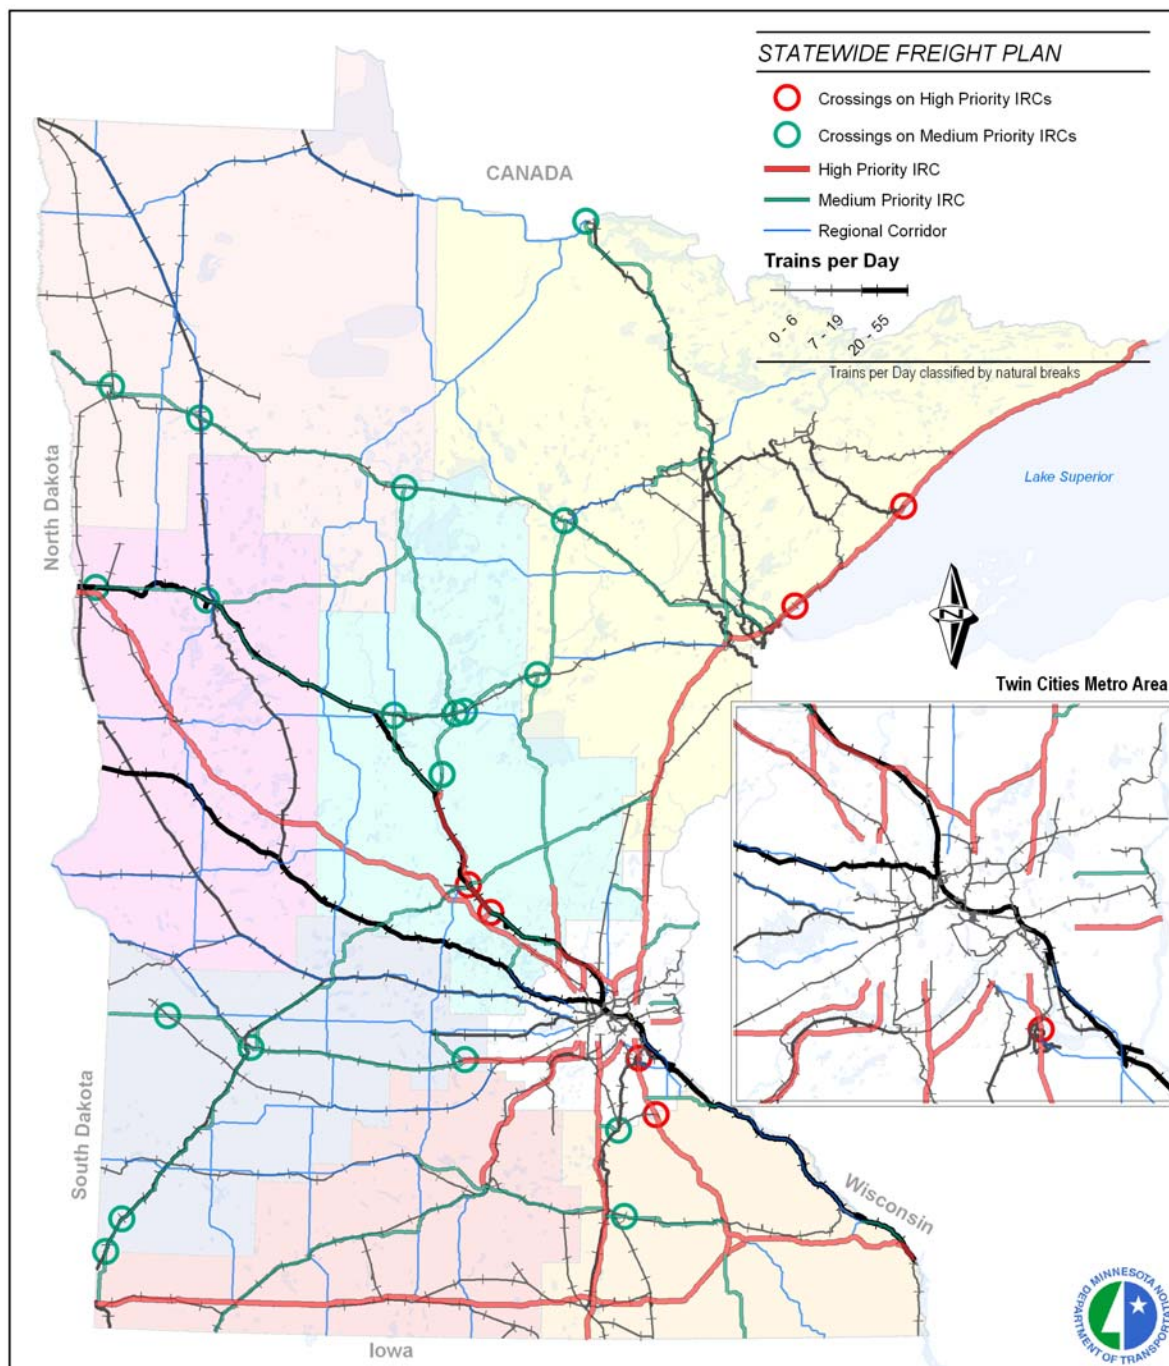 STATEWIDE FREIGHT PLAN
Crossings on High Priority IRCs
Crossings on Medium Priority IRCs
High Priority IRC
Medium Priority IRC
Regional Corridor
Trains per Day
0 - 6
7 - 19
20 - 55
Trains per Day classified by natural breaks
CANADA
North Dakota
Lake Superior
N
Twin Cities Metro Area
South Dakota
Wisconsin
Iowa
MINNESOTA
DEPARTMENT OF TRANSPORTATION